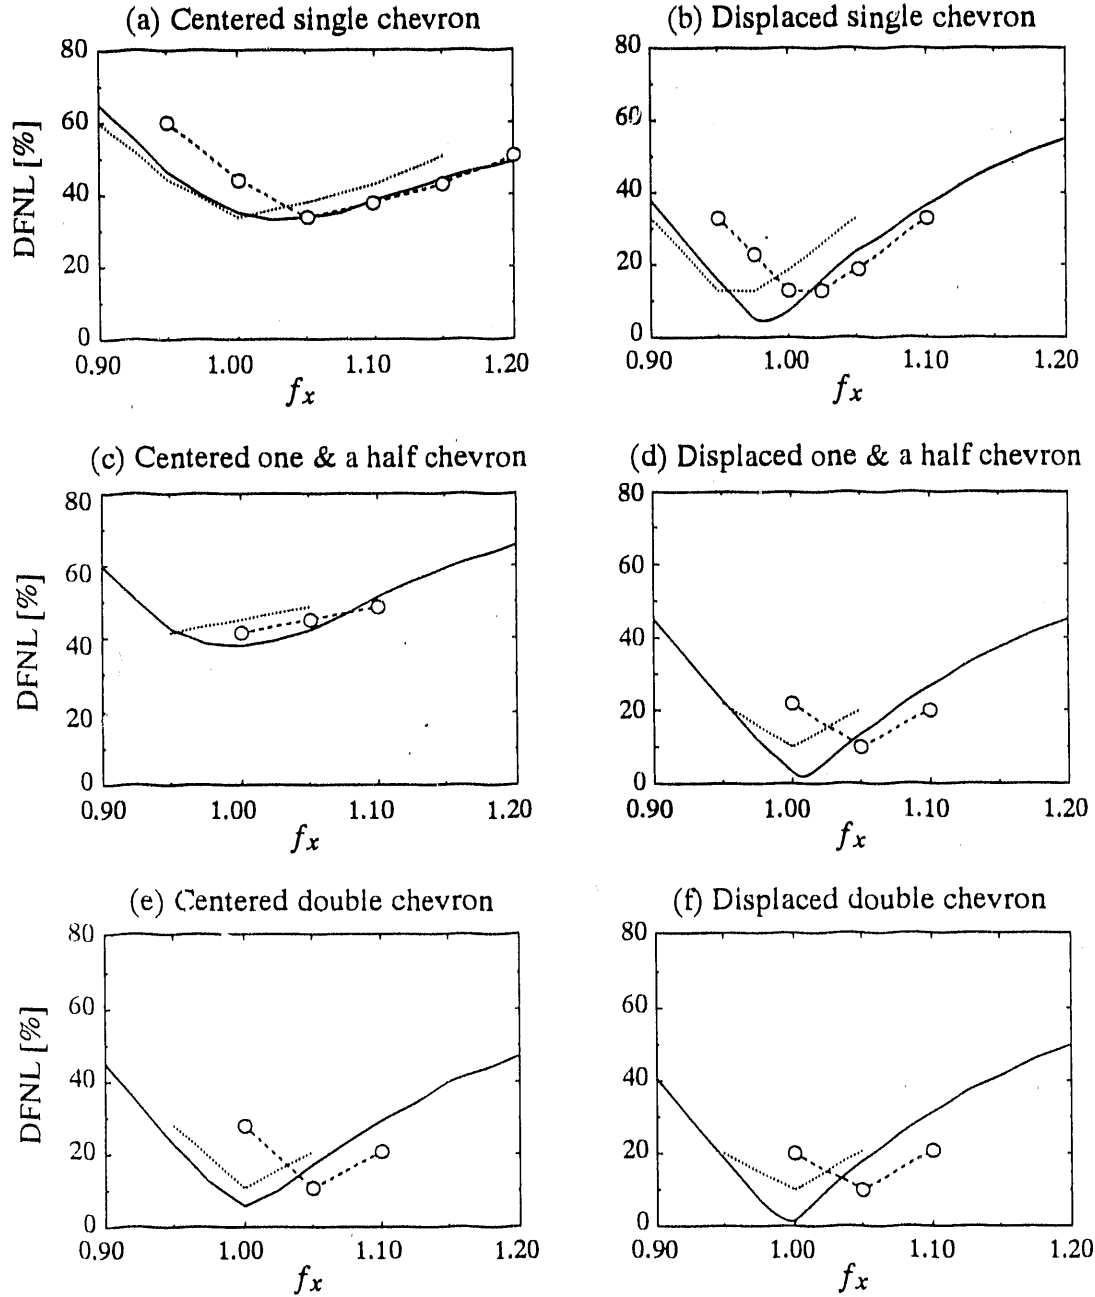 (a) Centered single chevron
DFNL [%]
80
60
40
20
0
0.90 1.00 1.10 1.20
fx
(b) Displaced single chevron
80
60
40
20
0
0.90 1.00 1.10 1.20
fx
(c) Centered one & a half chevron
DFNL [%]
80
60
40
20
0
0.90 1.00 1.10 1.20
fx
(d) Displaced one & a half chevron
80
60
40
20
0
0.90 1.00 1.10 1.20
fx
(e) Centered double chevron
DFNL [%]
80
60
40
20
0
0.90 1.00 1.10 1.20
fx
(f) Displaced double chevron
80
60
40
20
0
0.90 1.00 1.10 1.20
fx